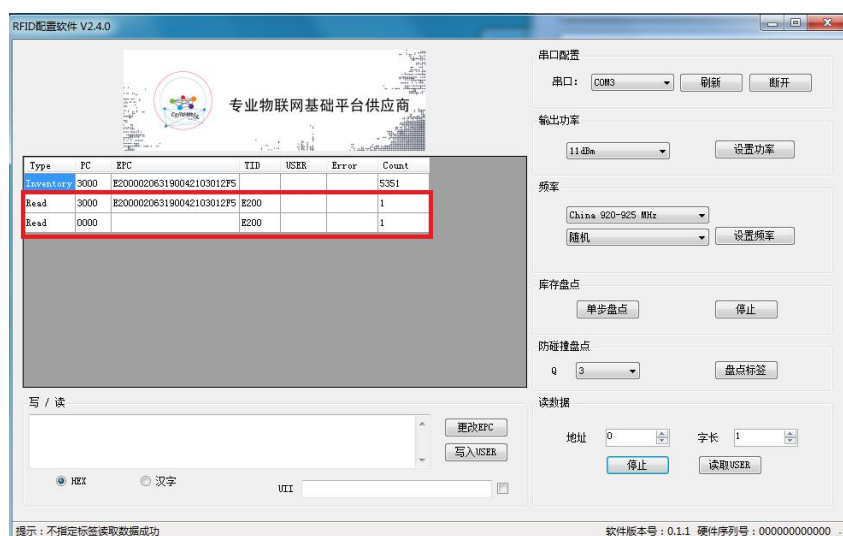 RFID配置软件 V2.4.0
专业物联网基础平台供应商
Type PC EPC TID USER Error Count
Inventory 3000 E2000020631900421030 12F5 5351
Read 3000 E200002063190042103012F5 E200 1
Read 0000 E200 1
写 / 读
更改EPC
写入USER
HEX 汉字
UII
串口配置
串口： COM3 刷新 断开
输出功率
11dBm 设置功率
频率
China 920-925 MHz
随机 设置频率
库存盘点
单步盘点 停止
防碰撞盘点
Q 3 盘点标签
读数据
地址 0 字长 1
停止 读取USER
提示：不指定标签读取数据成功
软件版本号：0.1.1 硬件序列号：000000000000